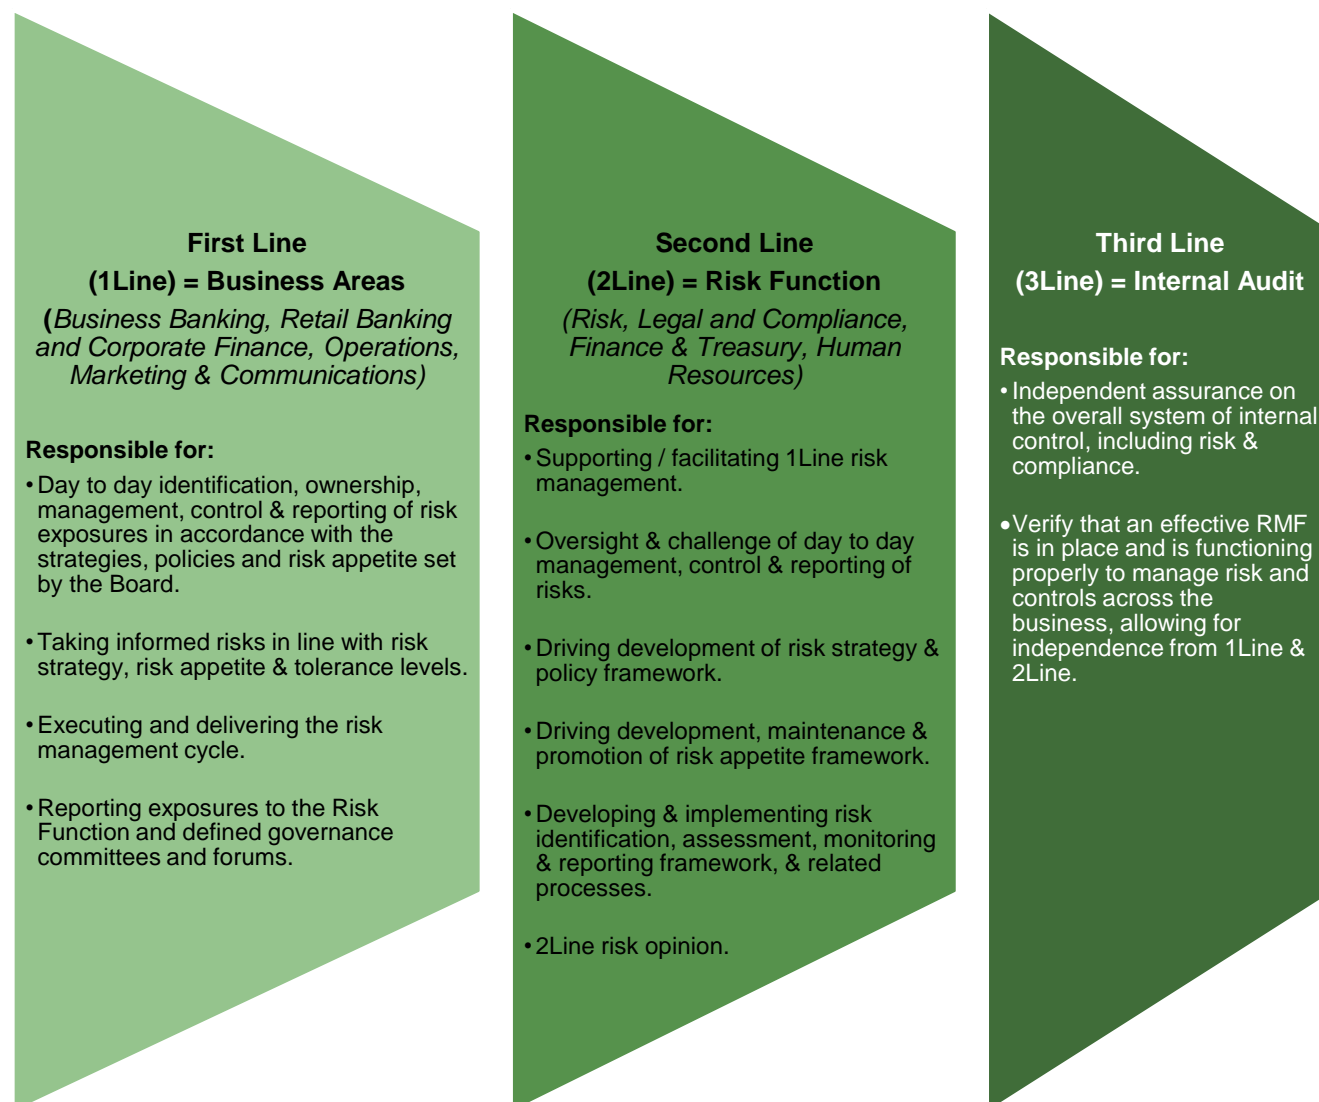 First Line
(1Line) = Business Areas
(Business Banking, Retail Banking
and Corporate Finance, Operations,
Marketing & Communications)
Responsible for:
•Day to day identification, ownership,
management, control & reporting of risk
exposures in accordance with the
strategies, policies and risk appetite set
by the Board.
•Taking informed risks in line with risk
strategy, risk appetite & tolerance levels.
•Executing and delivering the risk
management cycle.
•Reporting exposures to the Risk
Function and defined governance
committees and forums.
Second Line
(2Line) = Risk Function
(Risk, Legal and Compliance,
Finance & Treasury, Human
Resources)
Responsible for:
•Supporting / facilitating 1Line risk
management.
•Oversight & challenge of day to day
management, control & reporting of
risks.
•Driving development of risk strategy &
policy framework.
•Driving development, maintenance &
promotion of risk appetite framework.
•Developing & implementing risk
identification, assessment, monitoring
& reporting framework, & related
processes.
•2Line risk opinion.
Third Line
(3Line) = Internal Audit
Responsible for:
•Independent assurance on
the overall system of internal
control, including risk &
compliance.
•Verify that an effective RMF
is in place and is functioning
properly to manage risk and
controls across the
business, allowing for
independence from 1Line &
2Line.